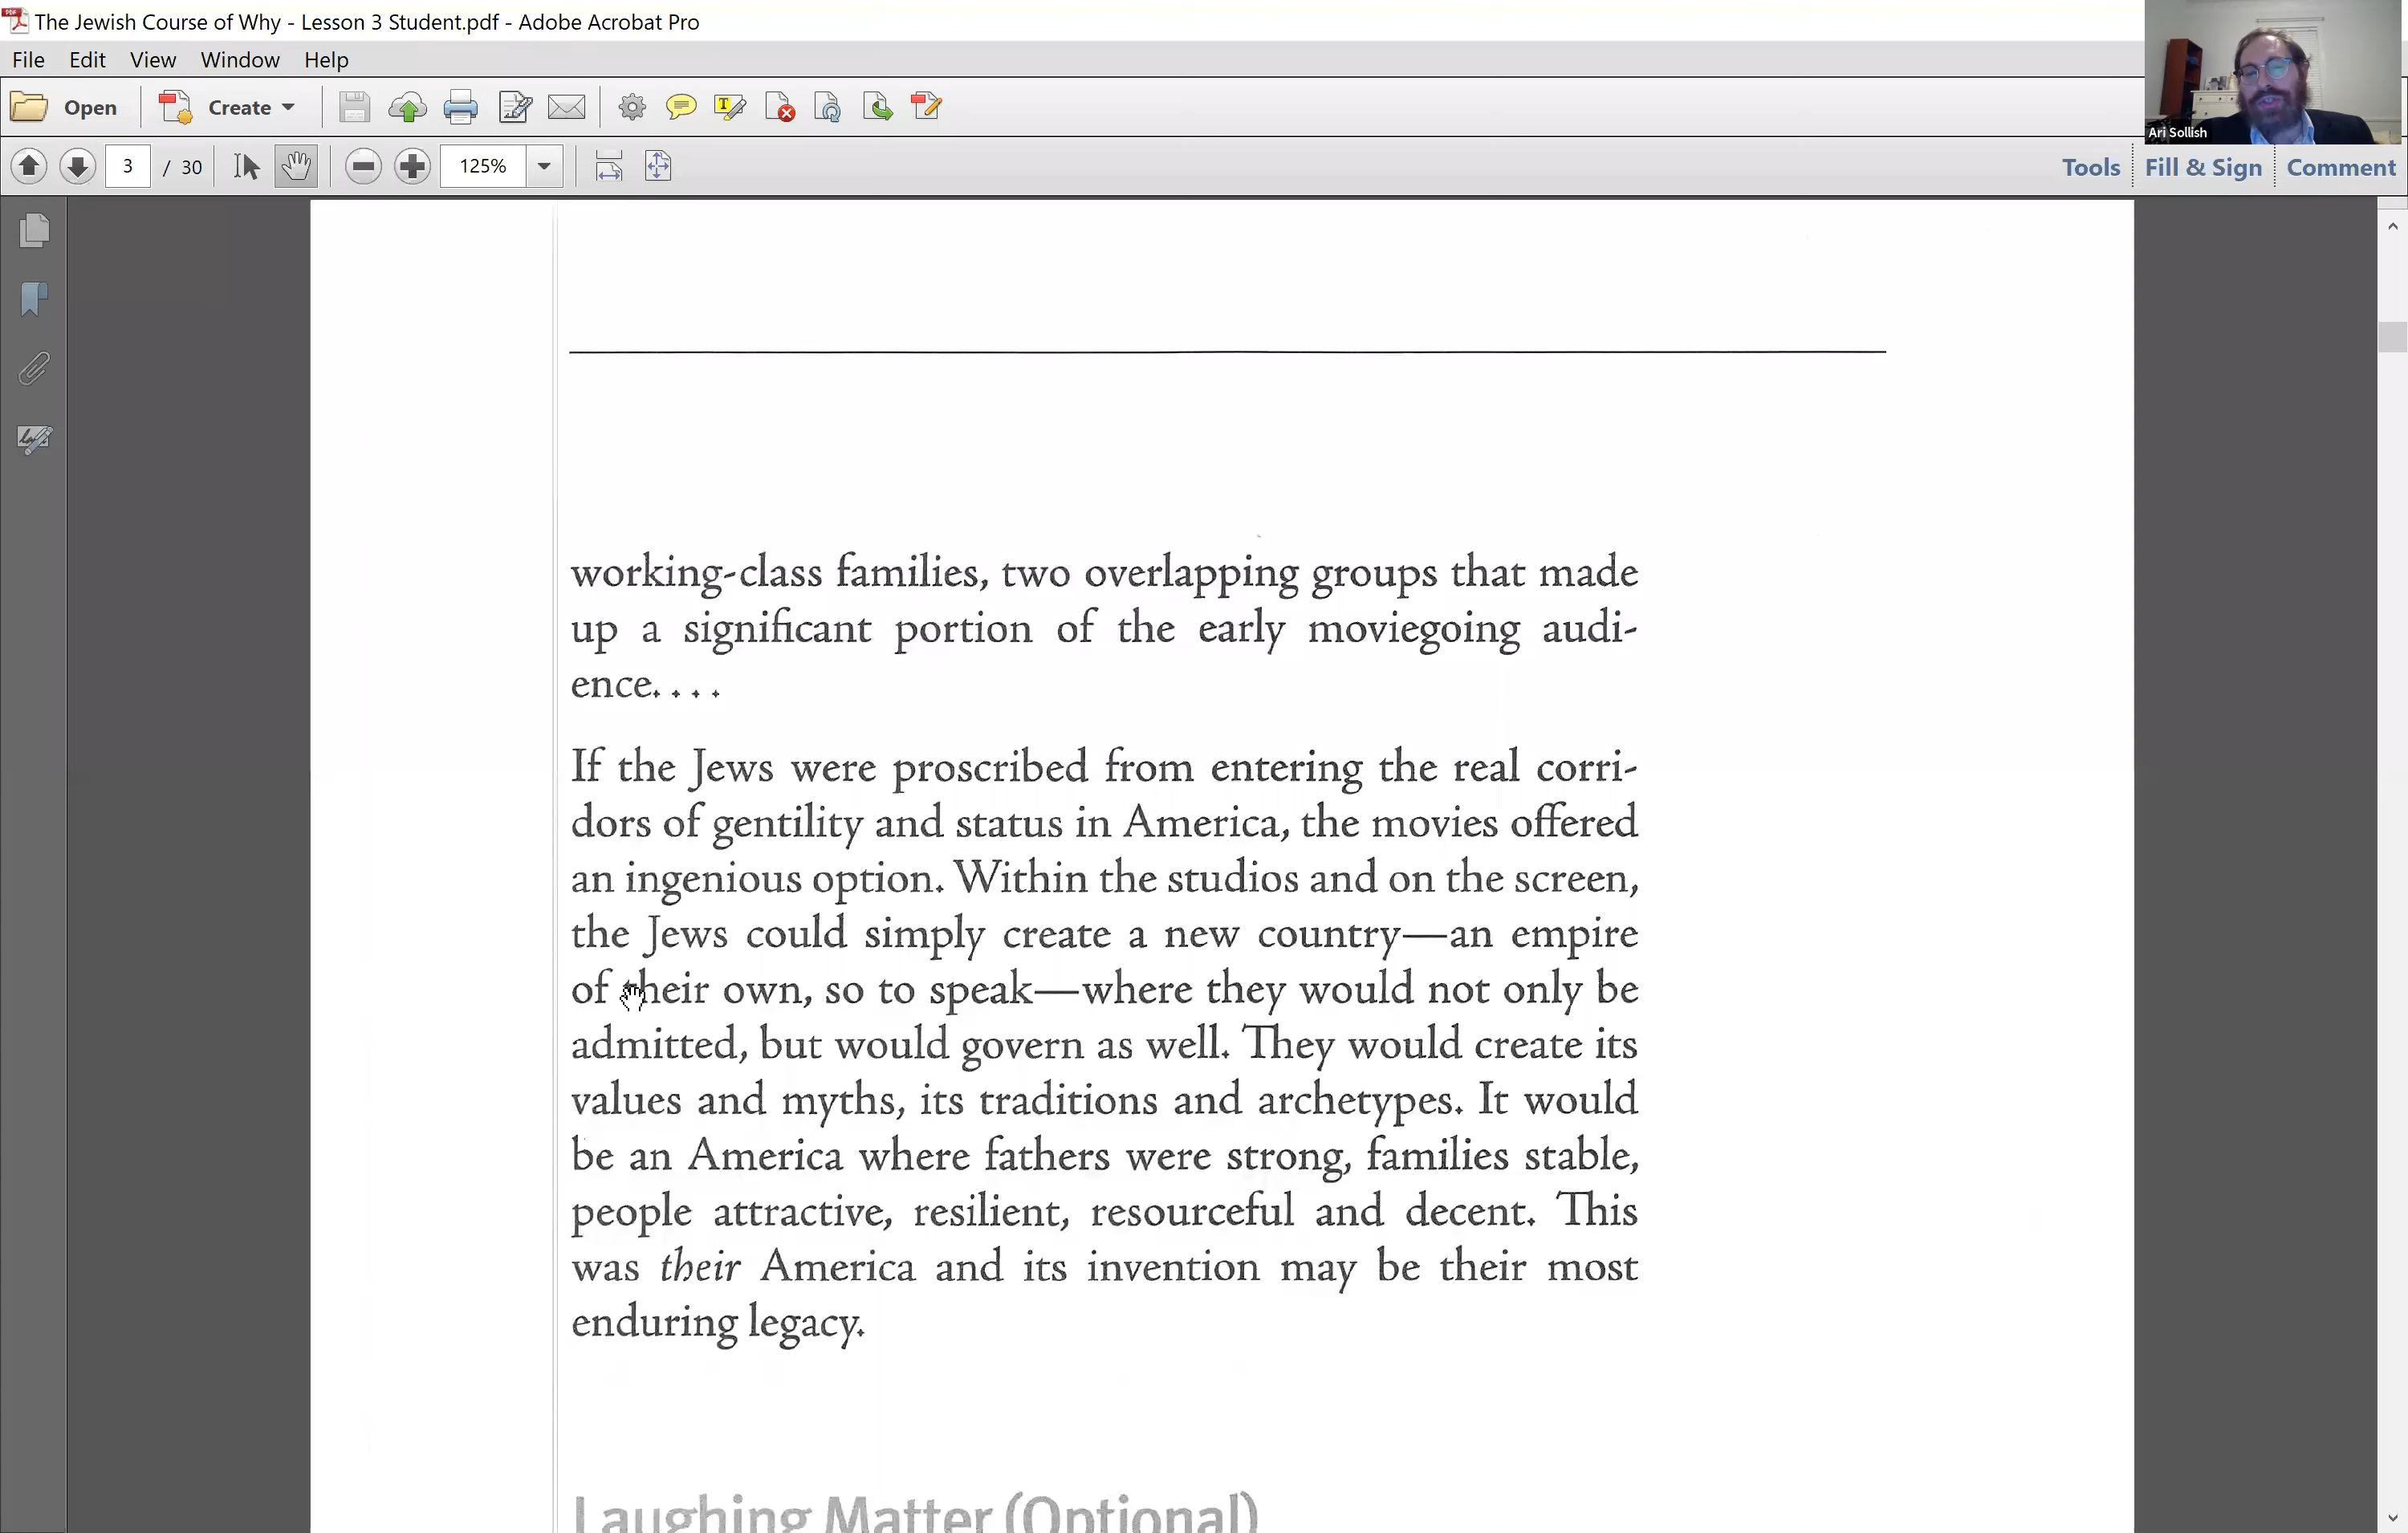 The Jewish Course of Why - Lesson 3 Student.pdf - Adobe Acrobat Pro
File Edit View Window Help
Open Create
3 / 30 125% Tools Fill & Sign Comment
Ari Sollish
working-class families, two overlapping groups that made
up a significant portion of the early moviegoing audi-
ence. . . .
If the Jews were proscribed from entering the real corri-
dors of gentility and status in America, the movies offered
an ingenious option. Within the studios and on the screen,
the Jews could simply create a new country—an empire
of their own, so to speak—where they would not only be
admitted, but would govern as well. They would create its
values and myths, its traditions and archetypes. It would
be an America where fathers were strong, families stable,
people attractive, resilient, resourceful and decent. This
was their America and its invention may be their most
enduring legacy.
Laughing Matter (Optional)